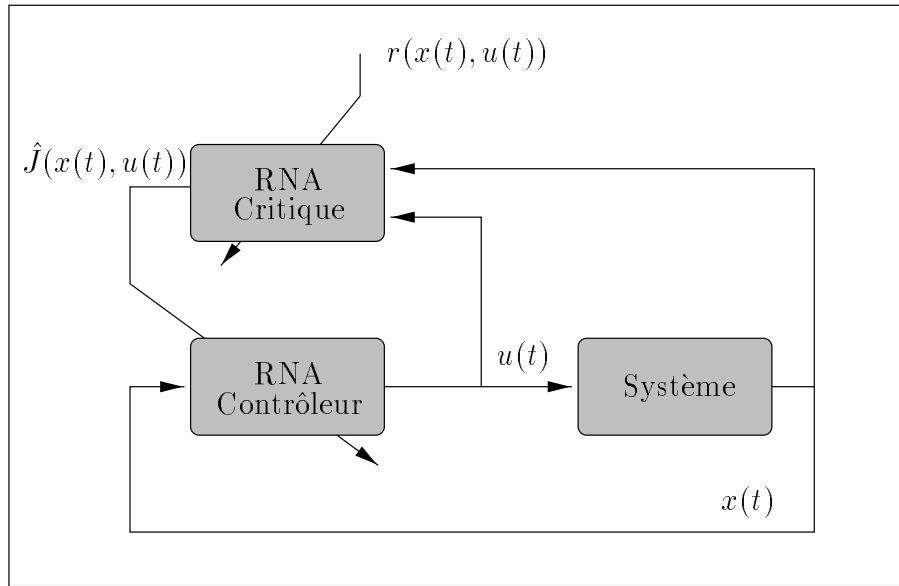 r(x(t), u(t))
Ĵ(x(t), u(t))
RNA
Critique
RNA
Contrôleur
u(t)
Système
x(t)